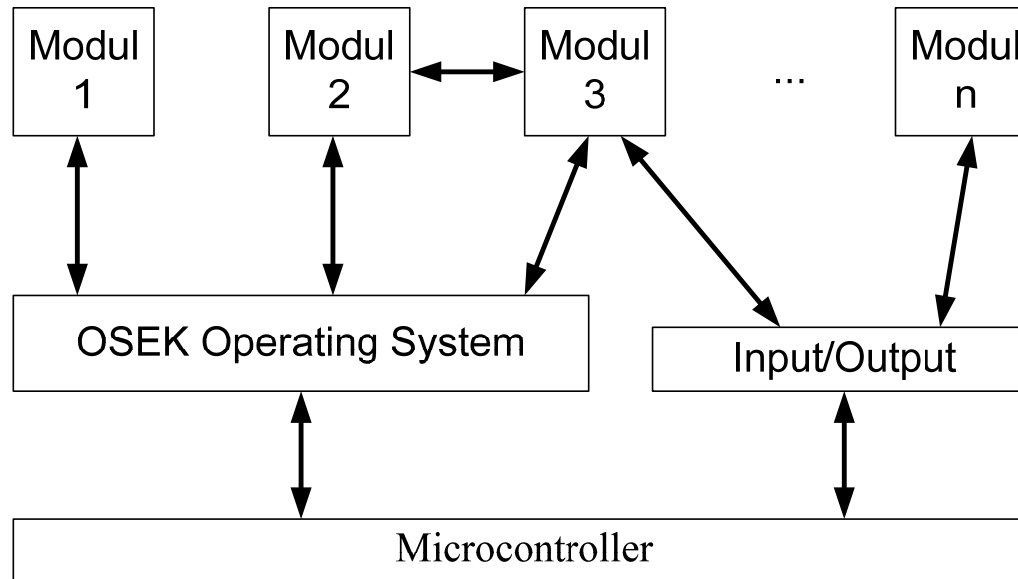 Modul
1
Modul
2
Modul
3
...
Modul
n
OSEK Operating System
Input/Output
Microcontroller